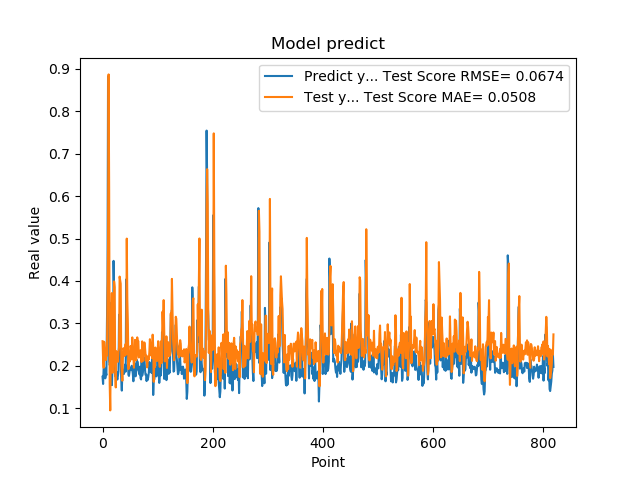 Model predict
Predict y... Test Score RMSE= 0.0674
Test y... Test Score MAE= 0.0508
Real value
0.9
0.8
0.7
0.6
0.5
0.4
0.3
0.2
0.1
0 200 400 600 800
Point